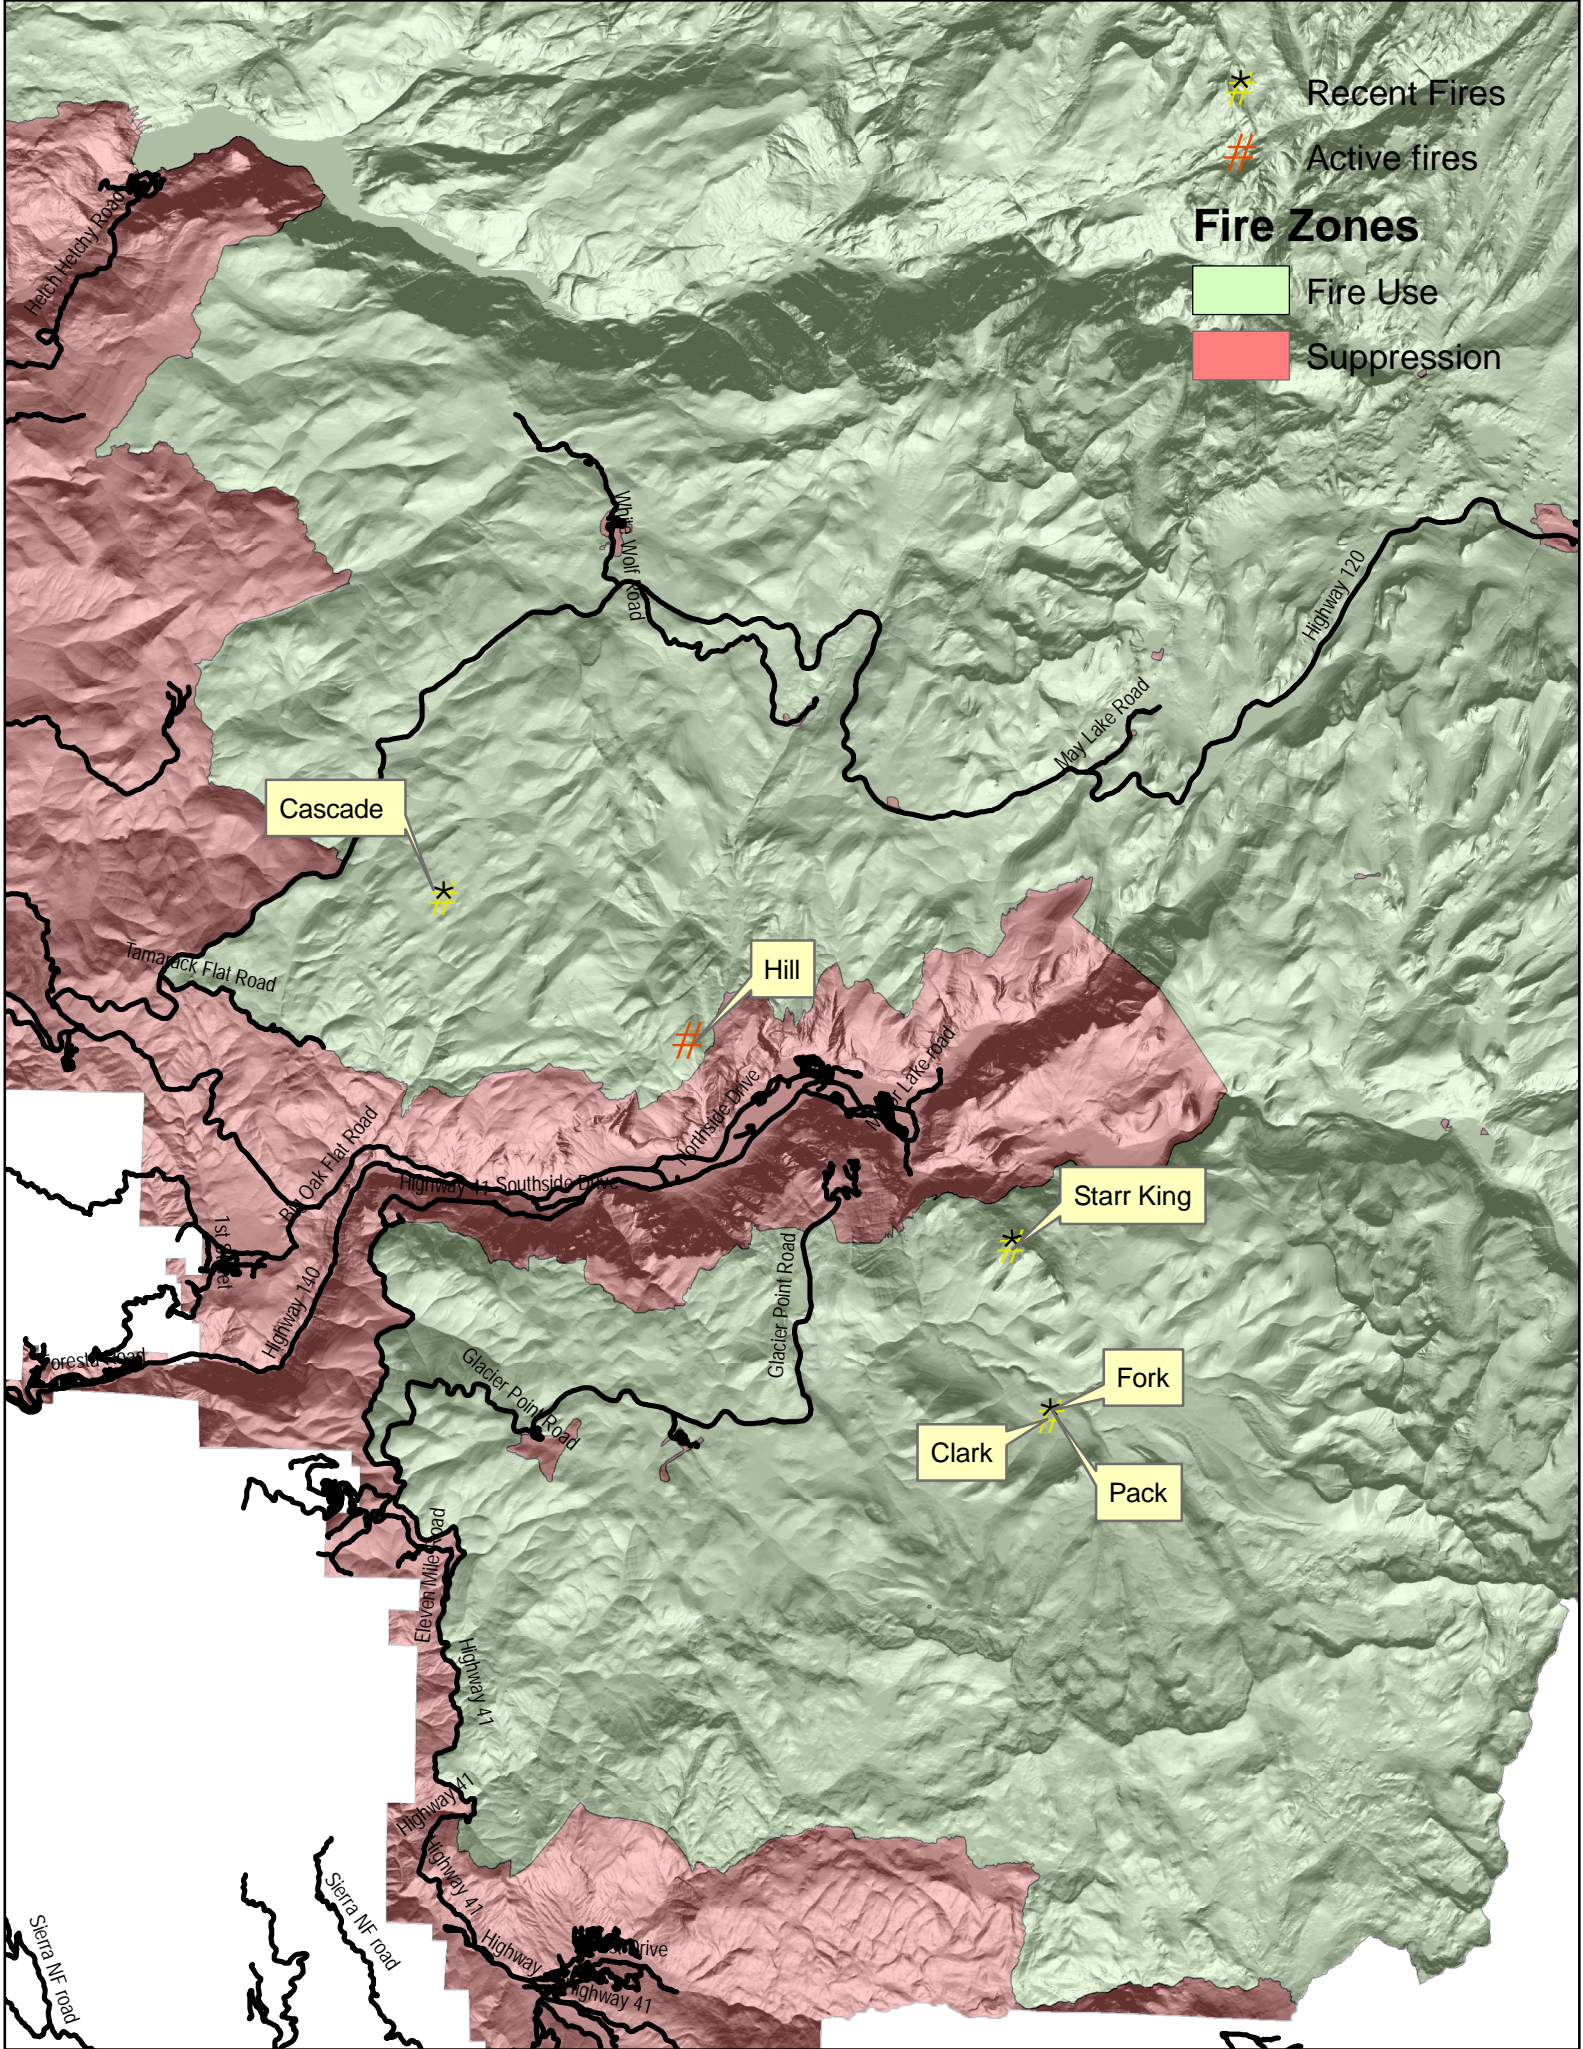 Recent Fires
Active fires
Fire Zones
Fire Use
Suppression
Hetch Hetchy Road
White Wolf Road
Highway 120
May Lake Road
Cascade
Tamarack Flat Road
Hill
Lake road
Northside Drive
Big Oak Flat Road
Highway 41 Southside Drive
Starr King
1st Street
Glacier Point Road
Highway 140
Foresta Road
Glacier Point Road
Fork
Clark
Pack
Eleven Mile Road
Highway 41
Highway 41
Highway 41
Sierra NF road
Sierra NF road
Highway
Drive
Highway 41